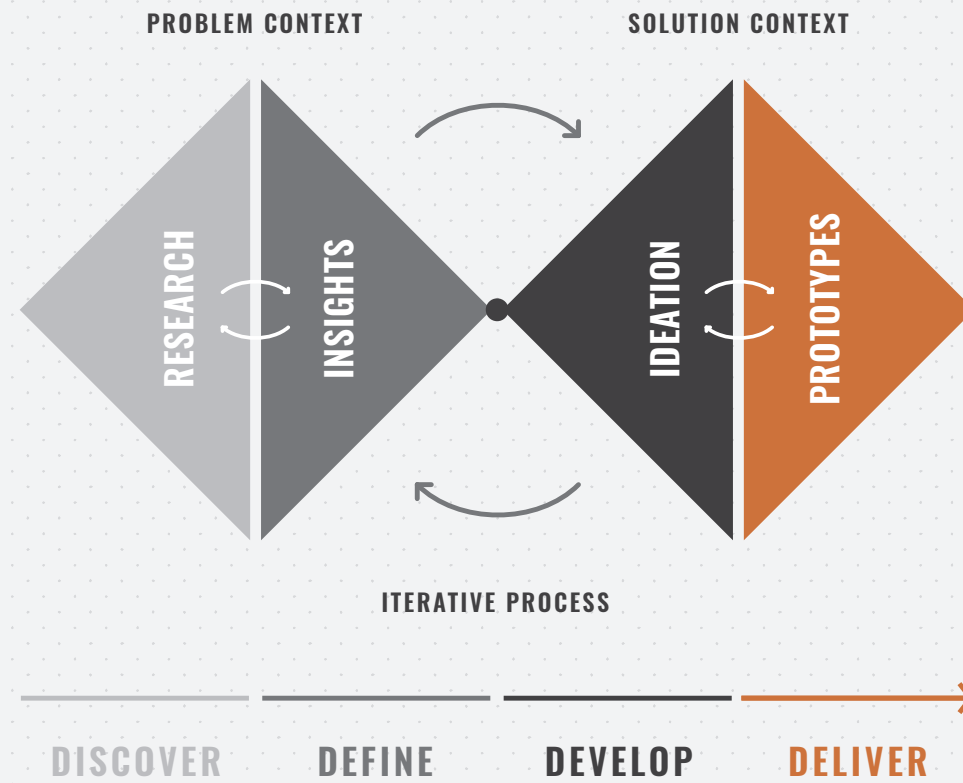 PROBLEM CONTEXT
SOLUTION CONTEXT
RESEARCH
INSIGHTS
IDEATION
PROTOTYPES
ITERATIVE PROCESS
DISCOVER
DEFINE
DEVELOP
DELIVER